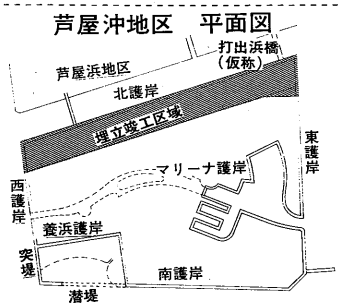 芦屋沖地区　平面図
打出浜橋
(仮称)
芦屋浜地区
北護岸
埋立竣工区域
東護岸
マリーナ護岸
西護岸
養浜護岸
突堤
南護岸
潜堤